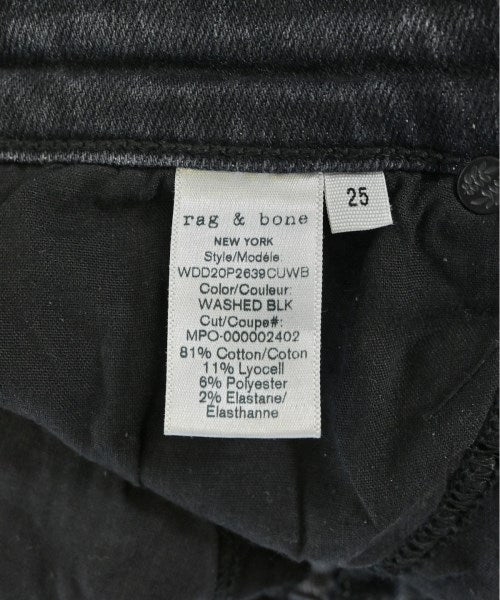 rag & bone
25
NEW YORK
Style/Modéle:
WDD20P2639CUWB
Color/Couleur:
WASHED BLK
Cut/Coupe#:
MPO-000002402
81% Cotton/Coton
11% Lyocell
6% Polyester
2% Elastane/
Élasthanne